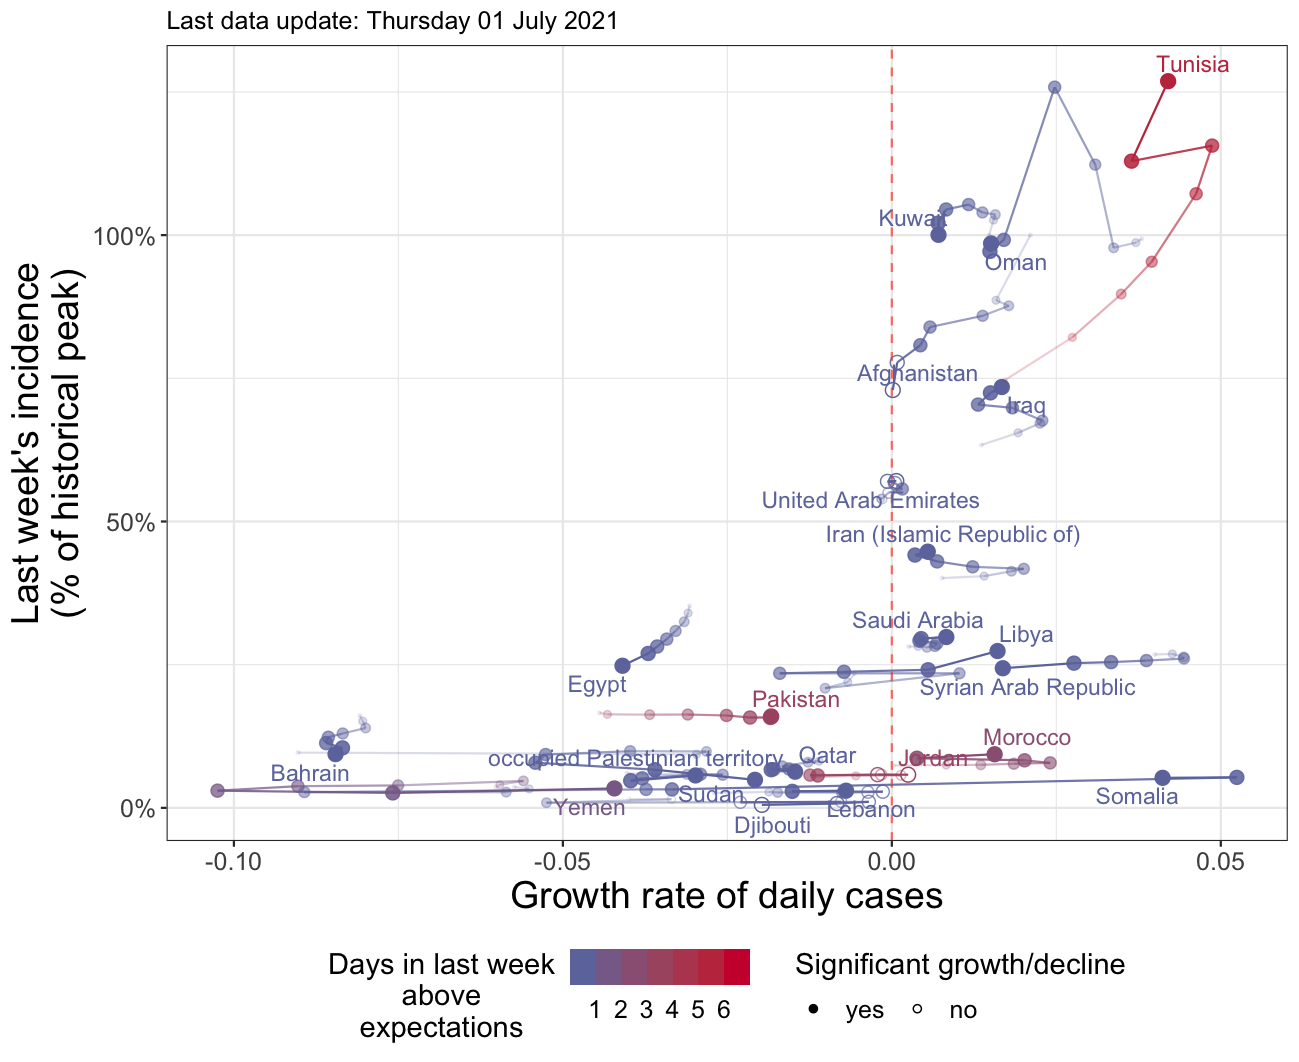 Last data update: Thursday 01 July 2021
Last week's incidence
(% of historical peak)
100%
50%
0%
Tunisia
Kuwait
Oman
Afghanistan
Iraq
United Arab Emirates
Iran (Islamic Republic of)
Saudi Arabia
Libya
Egypt
Syrian Arab Republic
Pakistan
Morocco
occupied Palestinian territory
Qatar
Jordan
Bahrain
Sudan
Somalia
Yemen
Lebanon
Djibouti
-0.10
-0.05
0.00
0.05
Growth rate of daily cases
Days in last week
above
expectations
1 2 3 4 5 6
Significant growth/decline
yes
no